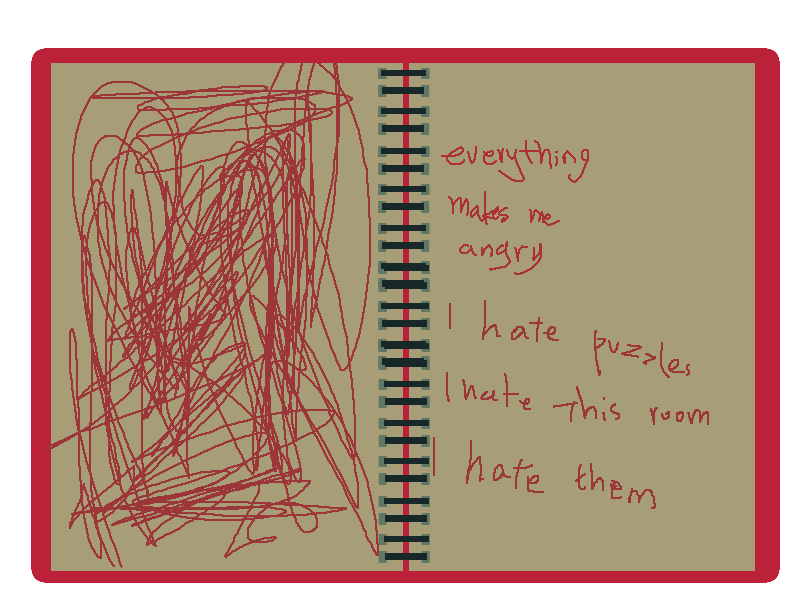 everything
makes me
angry
I hate puzzles
I hate this room
I hate them